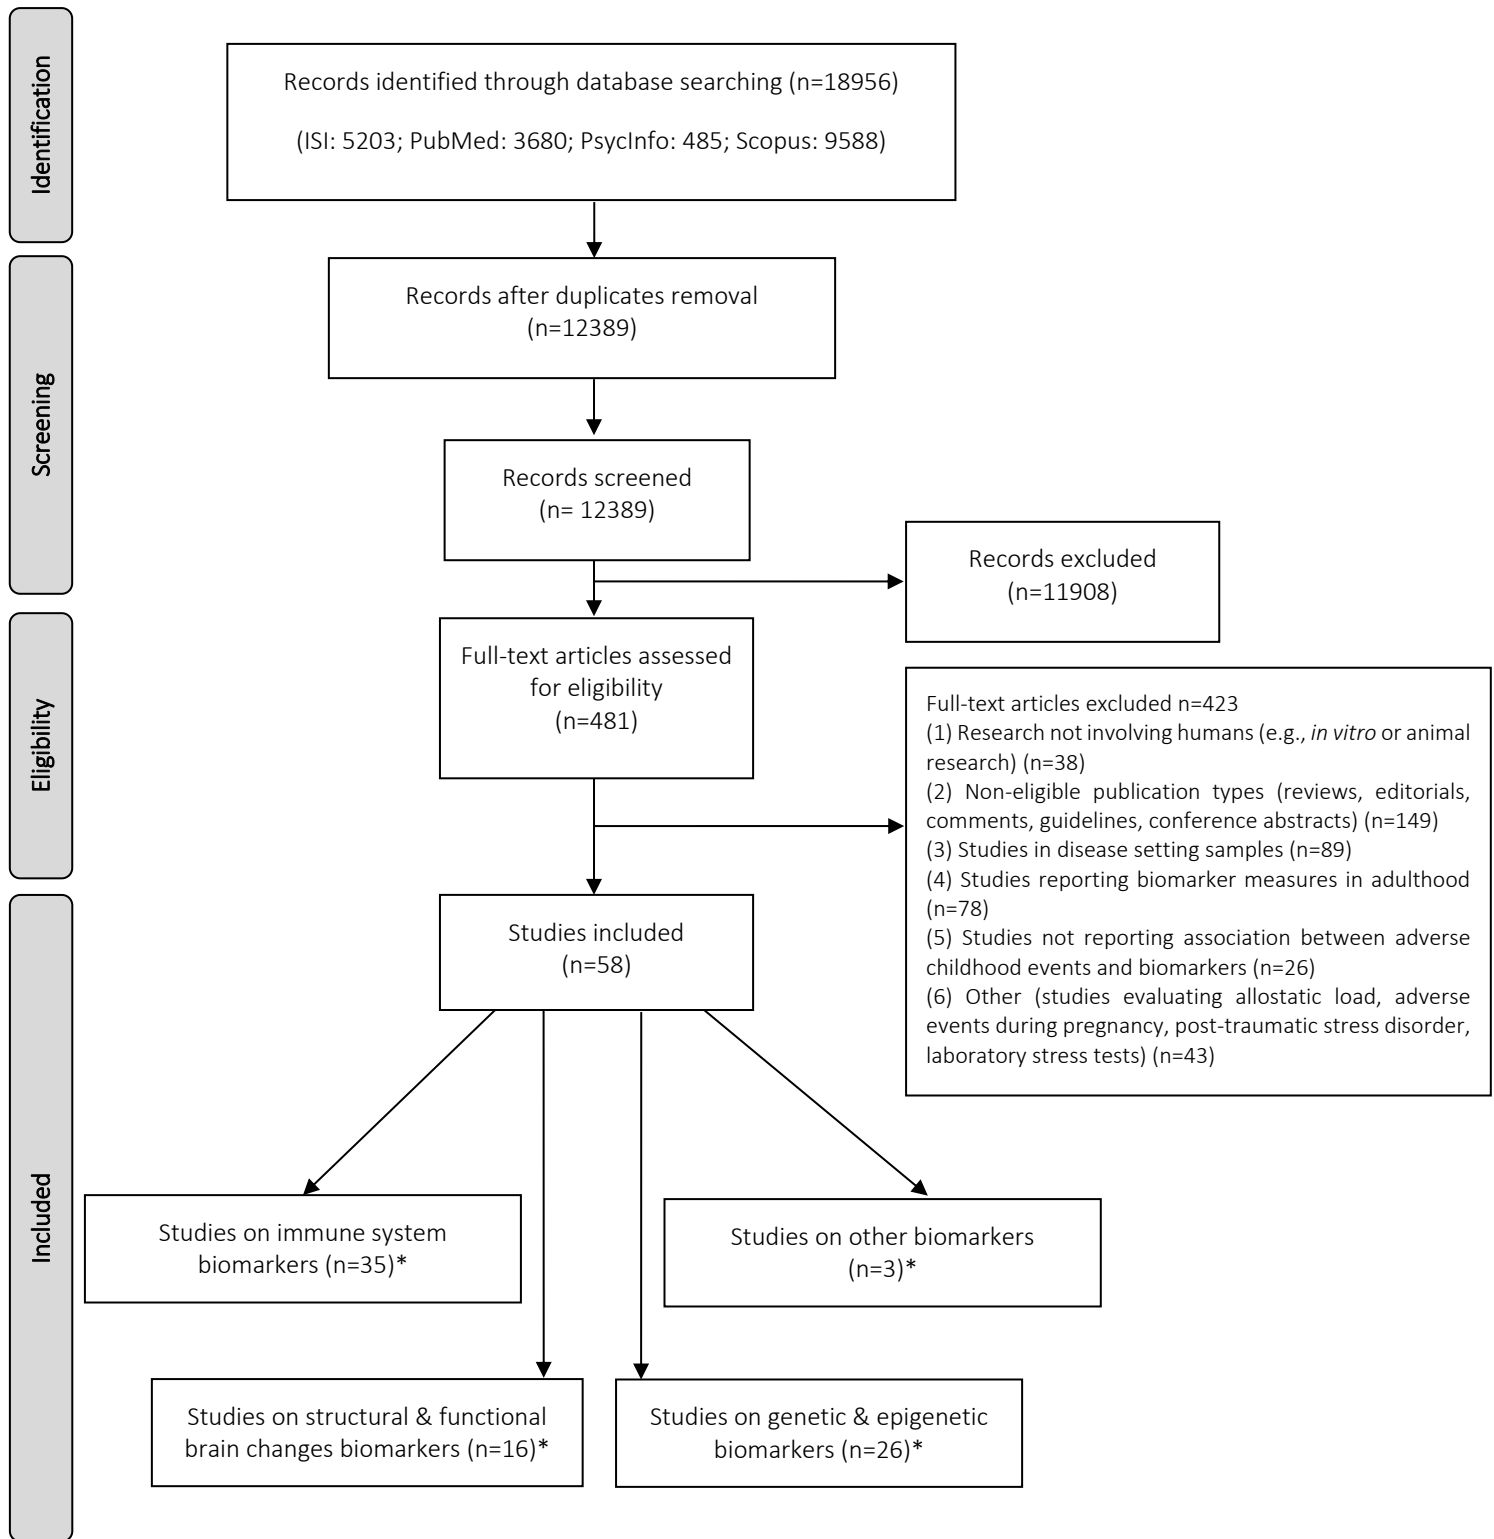 Identification
Records identified through database searching (n=18956)
(ISI: 5203; PubMed: 3680; PsycInfo: 485; Scopus: 9588)
Screening
Records after duplicates removal
(n=12389)
Records screened
(n= 12389)
Records excluded
(n=11908)
Eligibility
Full-text articles assessed
for eligibility
(n=481)
Full-text articles excluded n=423
(1) Research not involving humans (e.g., in vitro or animal
research) (n=38)
(2) Non-eligible publication types (reviews, editorials,
comments, guidelines, conference abstracts) (n=149)
(3) Studies in disease setting samples (n=89)
(4) Studies reporting biomarker measures in adulthood
(n=78)
(5) Studies not reporting association between adverse
childhood events and biomarkers (n=26)
(6) Other (studies evaluating allostatic load, adverse
events during pregnancy, post-traumatic stress disorder,
laboratory stress tests) (n=43)
Included
Studies included
(n=58)
Studies on immune system
biomarkers (n=35)*
Studies on other biomarkers
(n=3)*
Studies on structural & functional
brain changes biomarkers (n=16)*
Studies on genetic & epigenetic
biomarkers (n=26)*